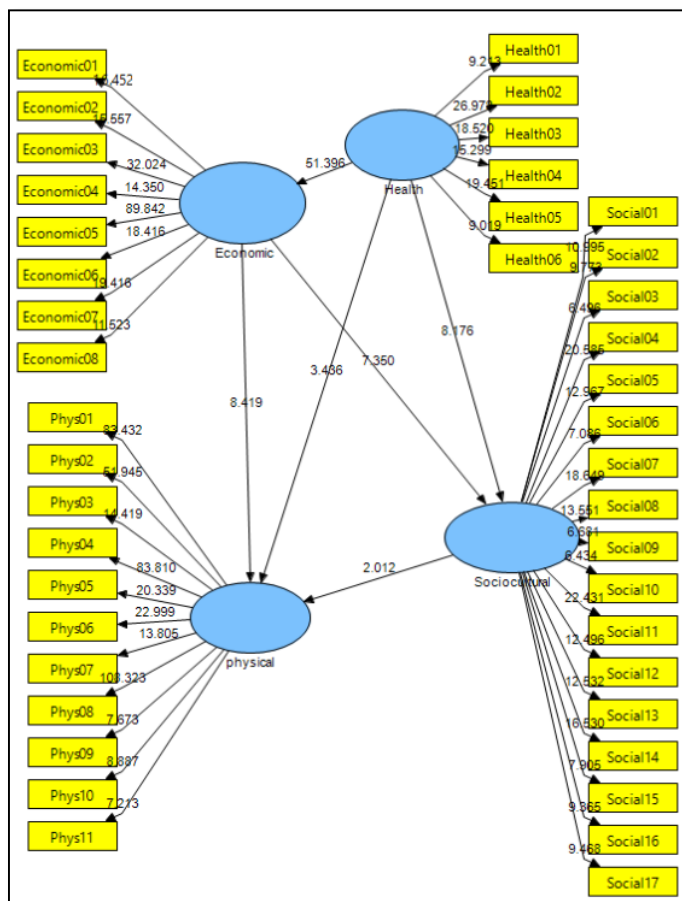 Economic01
Economic02
Economic03
Economic04
Economic05
Economic06
Economic07
Economic08
15.557
32.024
14.350
89.842
18.416
19.416
11.523
Economic
51.396
Health
Health01
Health02
Health03
Health04
Health05
Health06
9.213
26.978
18.520
15.299
19.451
9.019
8.419
3.436
7.350
8.176
2.012
Phys01
Phys02
Phys03
Phys04
Phys05
Phys06
Phys07
Phys08
Phys09
Phys10
Phys11
83.432
51.945
14.419
83.810
20.339
22.999
13.805
108.323
7.673
8.887
7.213
physical
Sociocultural
Social01
Social02
Social03
Social04
Social05
Social06
Social07
Social08
Social09
Social10
Social11
Social12
Social13
Social14
Social15
Social16
Social17
10.995
9.773
6.496
20.585
12.967
7.086
18.649
13.551
6.681
6.434
22.431
12.496
12.532
16.530
7.905
9.365
9.468